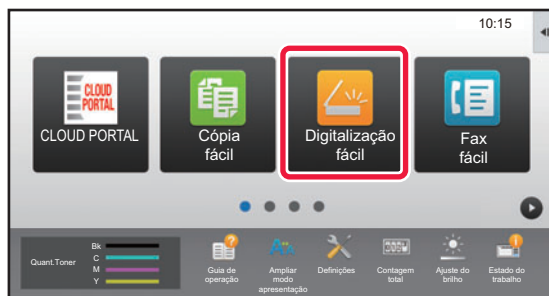 10:15
CLOUD
PORTAL
CLOUD PORTAL
Cópia
fácil
Digitalização
fácil
Fax
fácil
Quant.Toner
Bk
C
M
Y
Guia de
operação
Ampliar
modo
apresentação
Definições
Contagem
total
Ajuste do
brilho
Estado do
trabalho